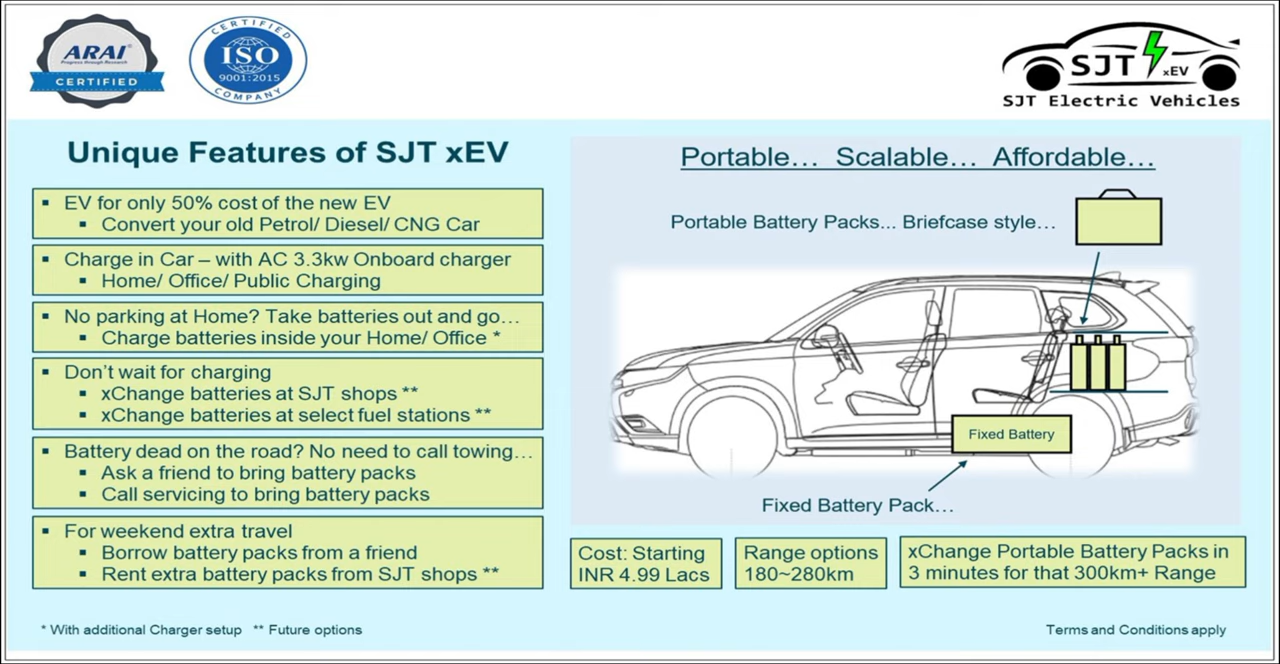 ARAI®
Progress through Research
CERTIFIED
CERTIFIED
ISO
9001:2015
COMPANY
SJT xEV
SJT Electric Vehicles
Unique Features of SJT xEV
▪ EV for only 50% cost of the new EV
▪ Convert your old Petrol/ Diesel/ CNG Car
▪ Charge in Car – with AC 3.3kw Onboard charger
▪ Home/ Office/ Public Charging
▪ No parking at Home? Take batteries out and go…
▪ Charge batteries inside your Home/ Office *
▪ Don't wait for charging
▪ xChange batteries at SJT shops **
▪ xChange batteries at select fuel stations **
▪ Battery dead on the road? No need to call towing…
▪ Ask a friend to bring battery packs
▪ Call servicing to bring battery packs
▪ For weekend extra travel
▪ Borrow battery packs from a friend
▪ Rent extra battery packs from SJT shops **
Portable… Scalable… Affordable…
Portable Battery Packs... Briefcase style…
Fixed Battery
Fixed Battery Pack…
Cost: Starting
INR 4.99 Lacs
Range options
180~280km
xChange Portable Battery Packs in
3 minutes for that 300km+ Range
* With additional Charger setup ** Future options
Terms and Conditions apply